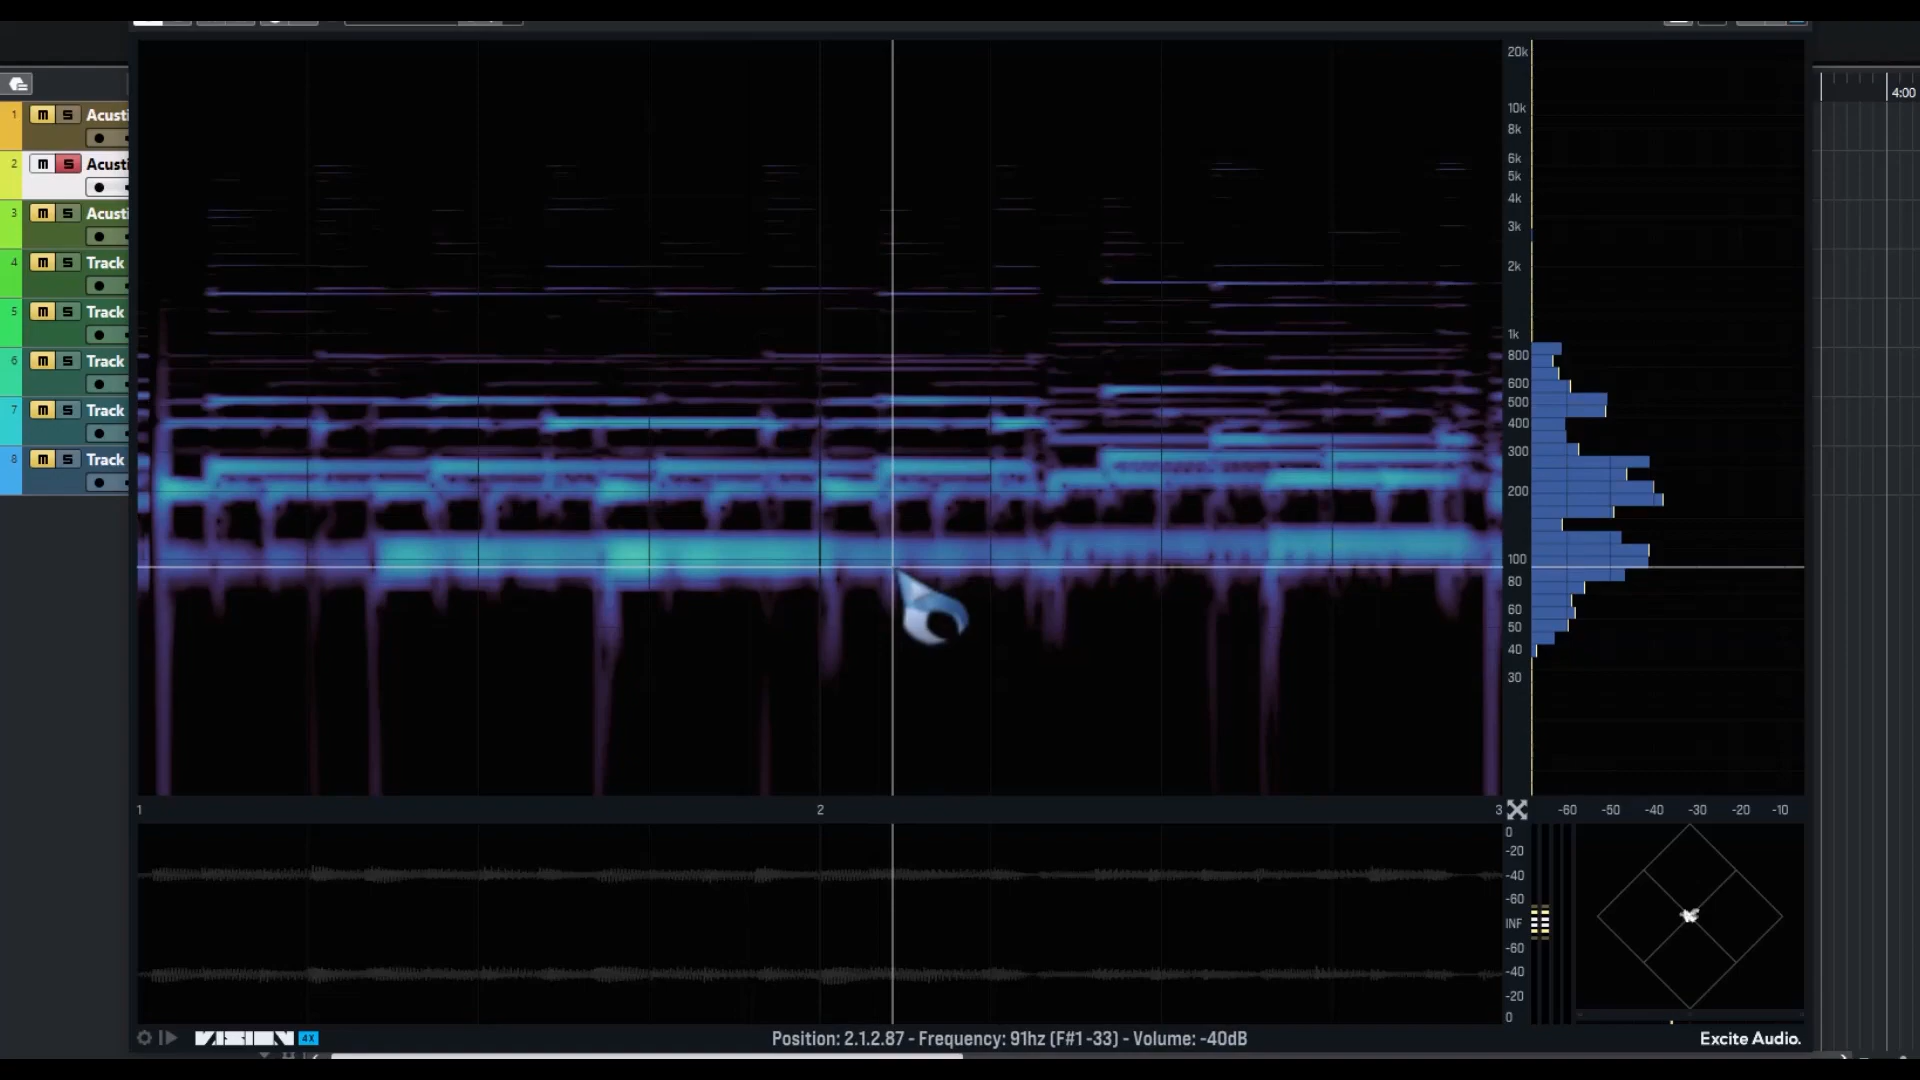 4:00
1 m S Acusti
2 m S Acusti
3 m S Acusti
4 m S Track
5 m S Track
6 m S Track
7 m S Track
8 m S Track
20k
10k
8k
6k
5k
4k
3k
2k
1k
800
600
500
400
300
200
100
80
60
50
40
30
1 2 3
-60 -50 -40 -30 -20 -10
0
-20
-40
-60
INF
-60
-40
-20
0
VISION 4X
Position: 2.1.2.87 - Frequency: 91hz (F#1 -33) - Volume: -40dB
Excite Audio.